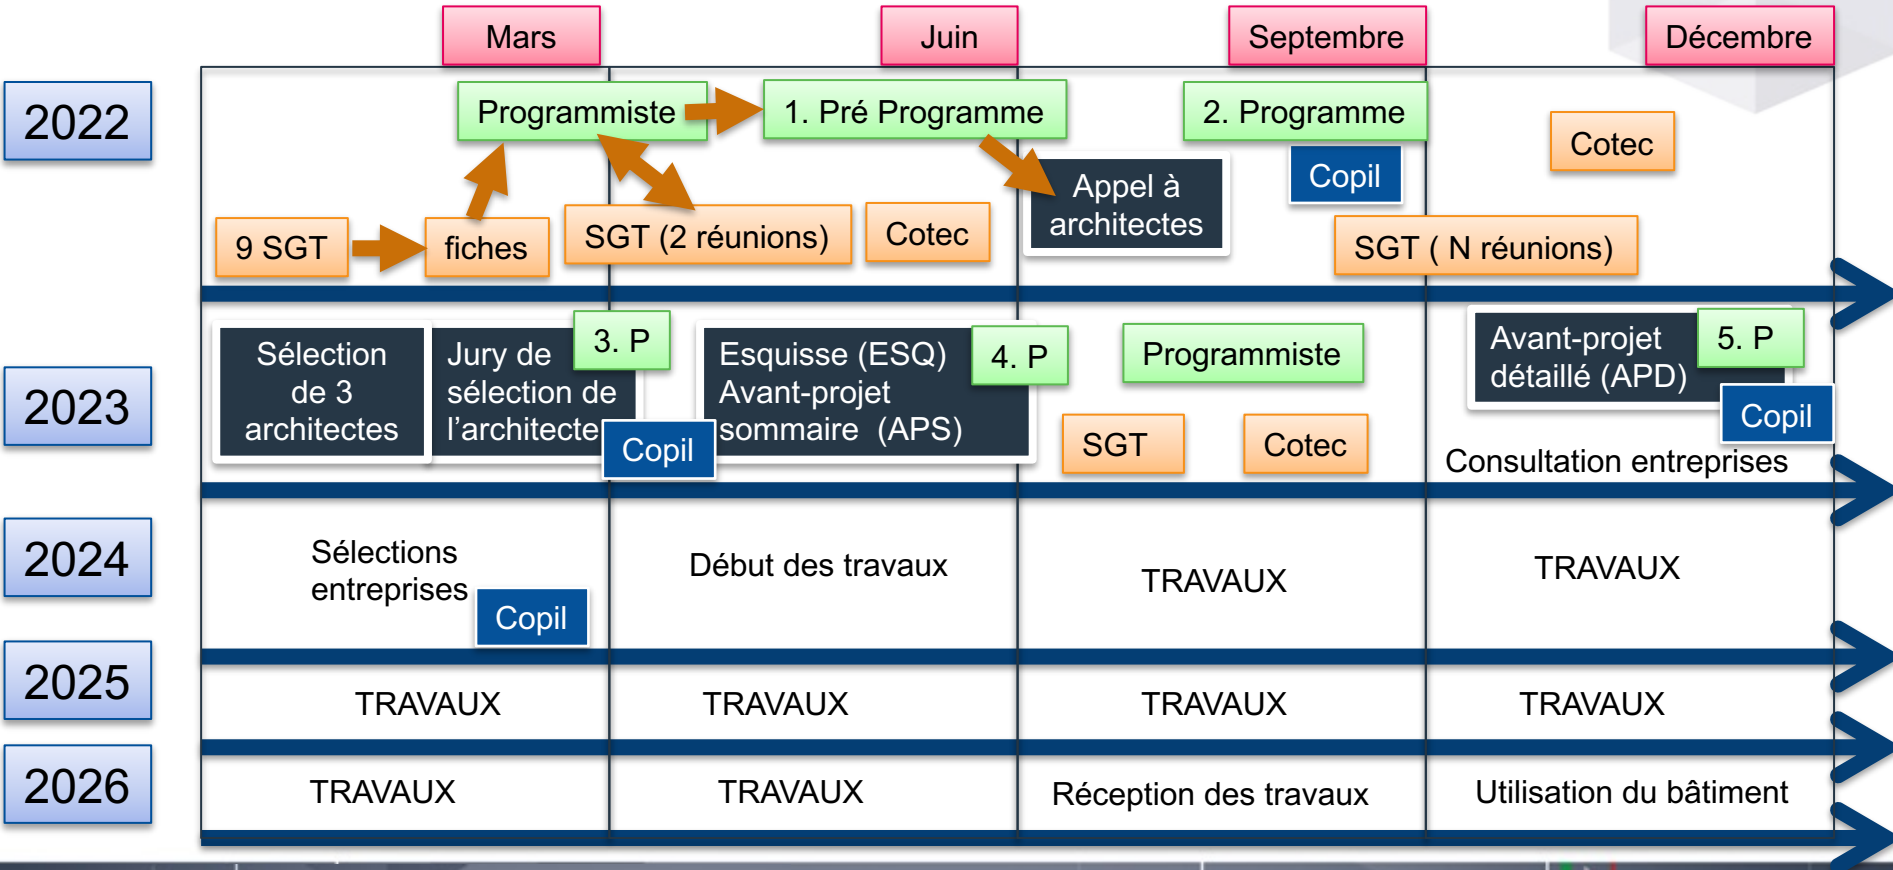 Mars
Juin
Septembre
Décembre
2022
Programmiste
1. Pré Programme
2. Programme
Cotec
Copil
Appel à
architectes
9 SGT
fiches
SGT (2 réunions)
Cotec
SGT ( N réunions)
2023
Sélection
de 3
architectes
Jury de
sélection de
l'architecte
3. P
Copil
Esquisse (ESQ)
Avant-projet
sommaire (APS)
4. P
Programmiste
SGT
Cotec
Avant-projet
détaillé (APD)
5. P
Copil
Consultation entreprises
2024
Sélections
entreprises
Copil
Début des travaux
TRAVAUX
TRAVAUX
2025
TRAVAUX
TRAVAUX
TRAVAUX
TRAVAUX
2026
TRAVAUX
TRAVAUX
Réception des travaux
Utilisation du bâtiment